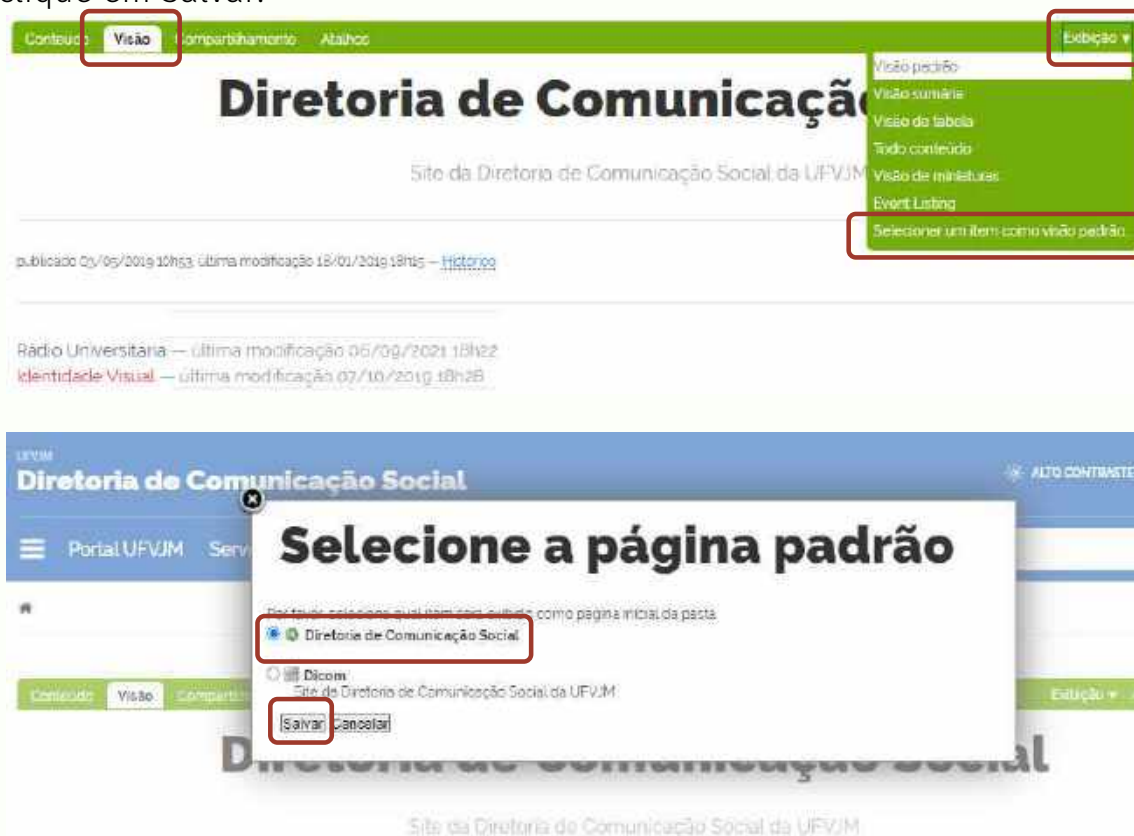 clique em Salvar.
Conteúdo Visão Compartilhamento Atalhos Exibição
Visão padrão
Diretoria de Comunicaçã
Visão sumária
Visão de tabela
Todo conteúdo
Site da Diretoria de Comunicação Social da UFVJM
Visão de miniaturas
Event Listing
Selecionar um item como visão padrão
publicado 03/05/2019 10h53, última modificação 18/01/2019 18h15 — Histórico
Rádio Universitária — última modificação 06/09/2021 18h22
Identidade Visual — última modificação 07/10/2019 18h28
UFVJM
Diretoria de Comunicação Social
ALTO CONTRASTE
Portal UFVJM Serv
Selecione a página padrão
Por favor, selecione qual item será exibido como página inicial da pasta
Diretoria de Comunicação Social
Dicom
Site da Diretoria de Comunicação Social da UFVJM
Conteúdo Visão Exibição
Salvar Cancelar
Diretoria de Comunicação Social
Site da Diretoria de Comunicação Social da UFVJM